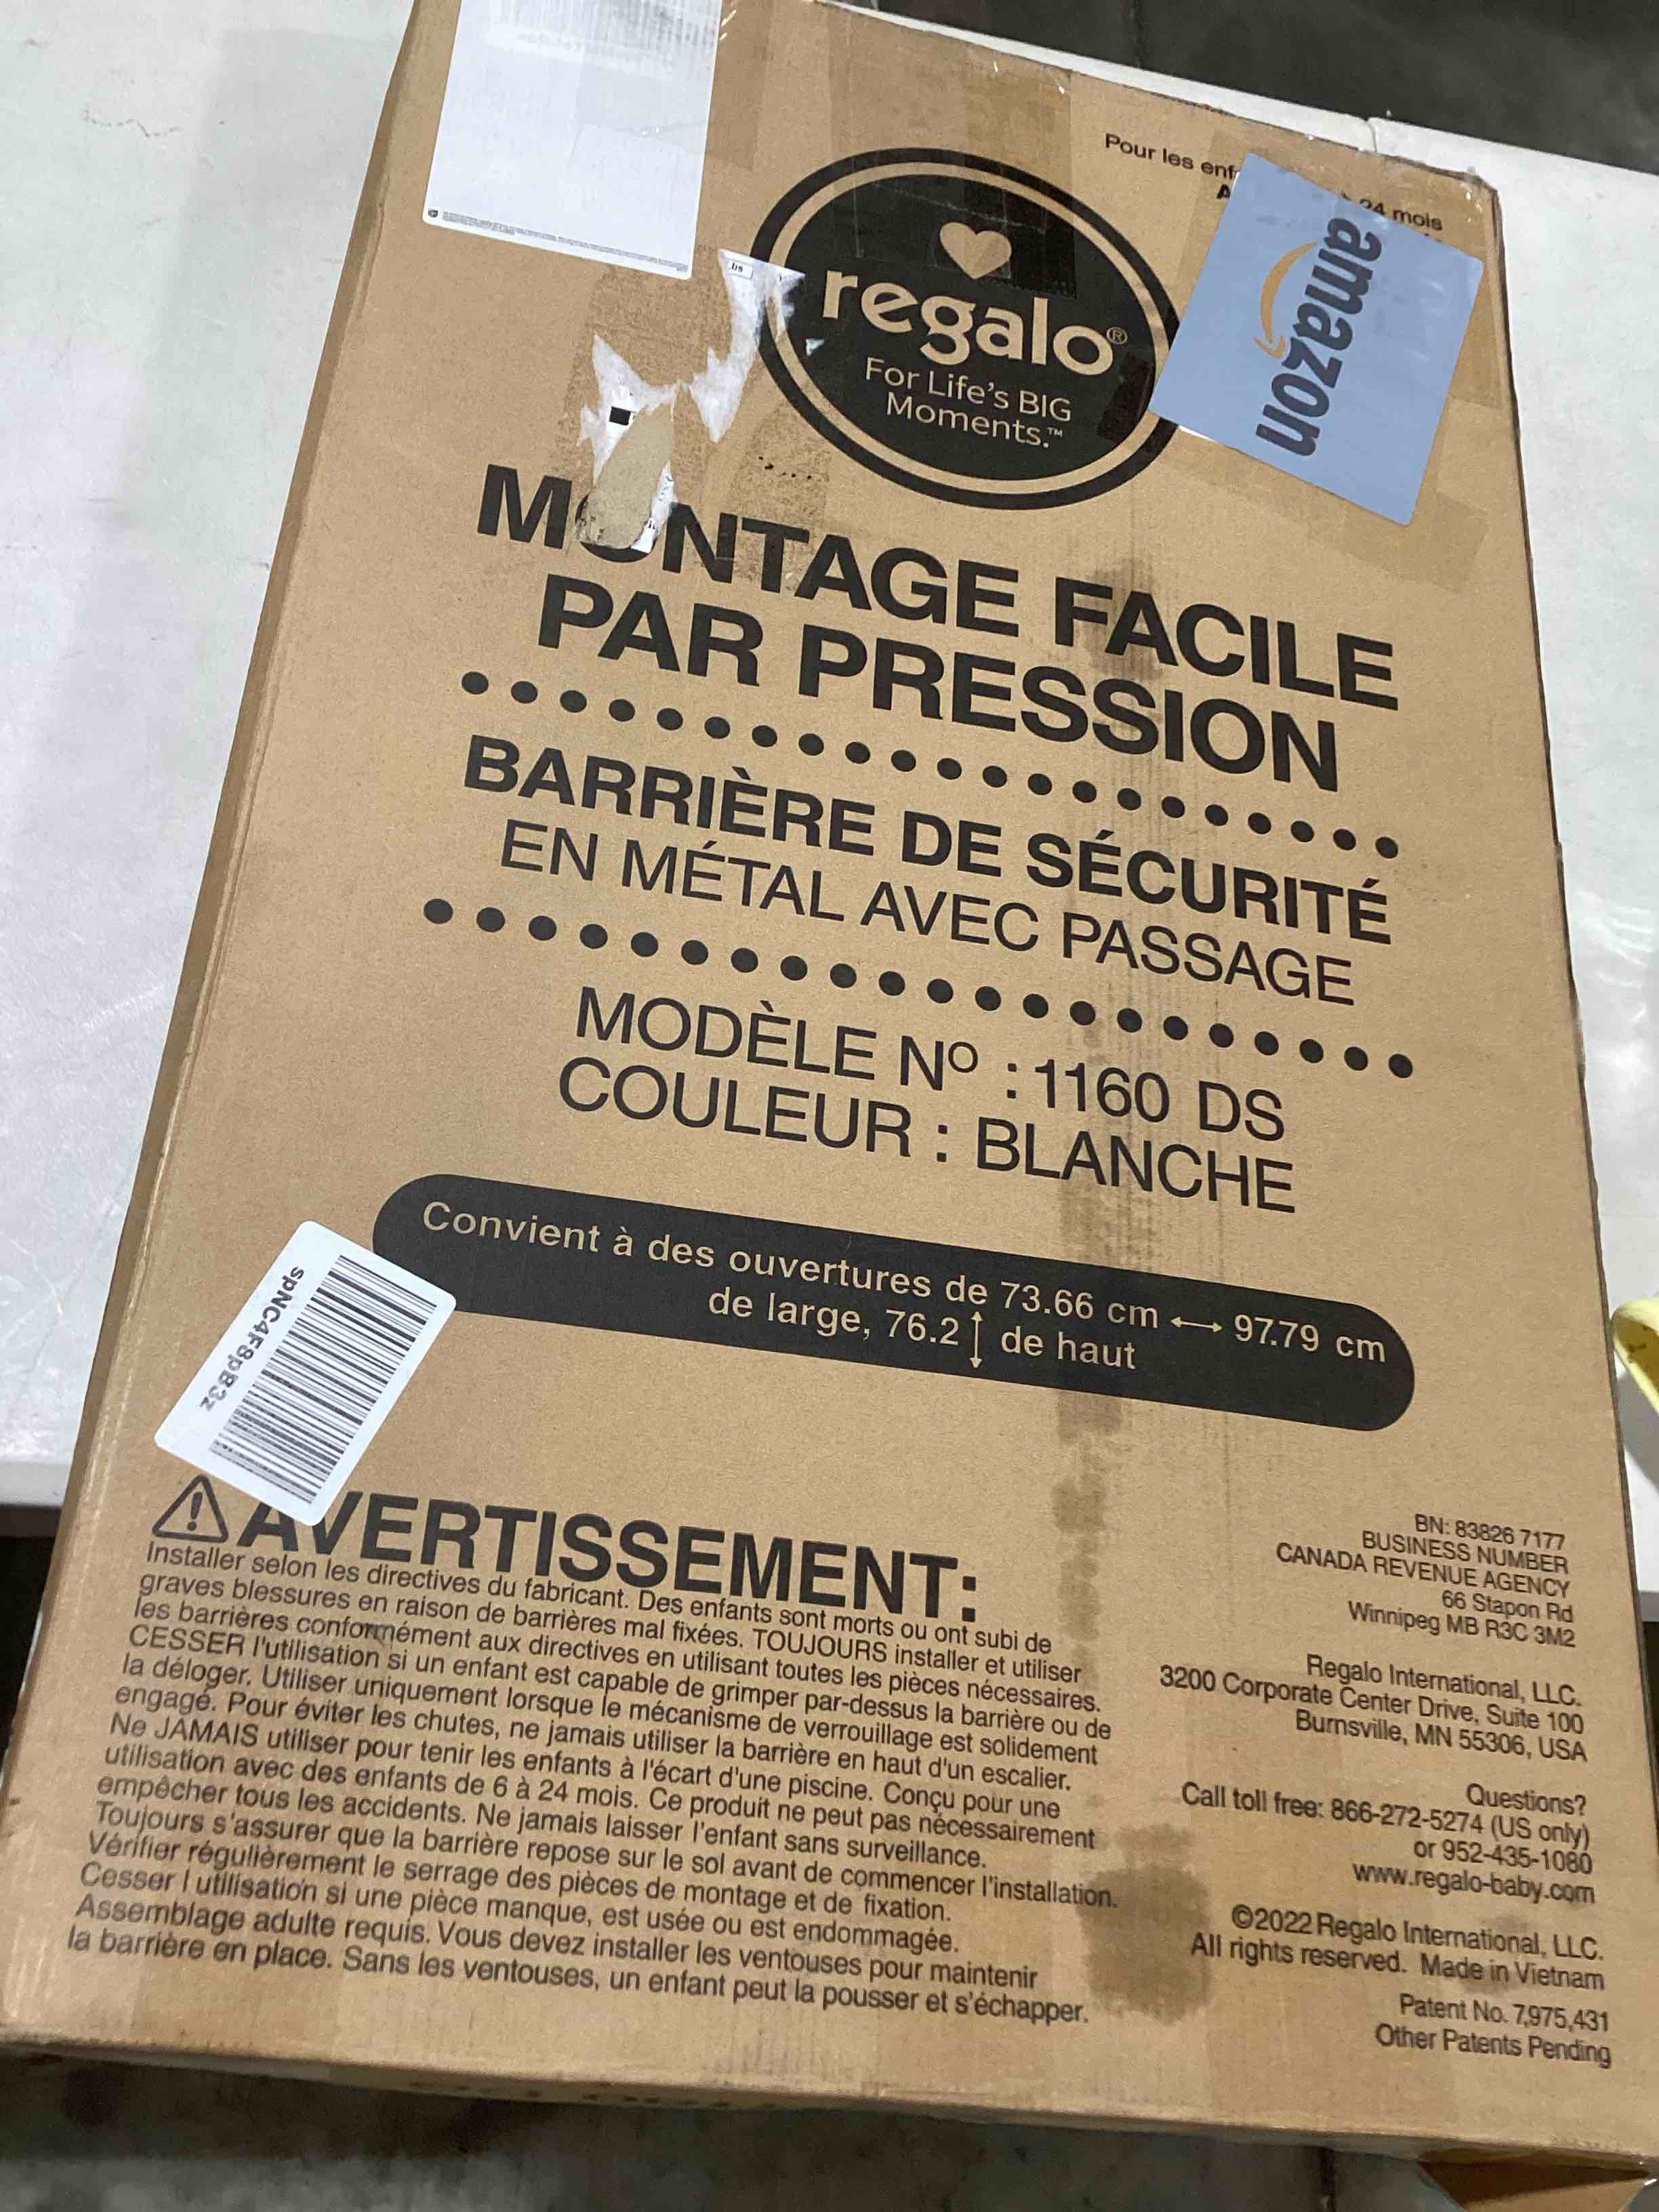 Pour les enf
24 mois
amazon
regalo®
For Life's BIG
Moments.™
MONTAGE FACILE
PAR PRESSION
BARRIÈRE DE SÉCURITÉ
EN MÉTAL AVEC PASSAGE
MODÈLE Nº : 1160 DS
COULEUR : BLANCHE
Convient à des ouvertures de 73.66 cm ↔ 97.79 cm
de large, 76.2 ↕ de haut
spNC4F8pB3z
⚠ AVERTISSEMENT:
Installer selon les directives du fabricant. Des enfants sont morts ou ont subi de
graves blessures en raison de barrières mal fixées. TOUJOURS installer et utiliser
les barrières conformément aux directives en utilisant toutes les pièces nécessaires.
CESSER l'utilisation si un enfant est capable de grimper par-dessus la barrière ou de
la déloger. Utiliser uniquement lorsque le mécanisme de verrouillage est solidement
engagé. Pour éviter les chutes, ne jamais utiliser la barrière en haut d'un escalier.
Ne JAMAIS utiliser pour tenir les enfants à l'écart d'une piscine. Conçu pour une
utilisation avec des enfants de 6 à 24 mois. Ce produit ne peut pas nécessairement
empêcher tous les accidents. Ne jamais laisser l'enfant sans surveillance.
Toujours s'assurer que la barrière repose sur le sol avant de commencer l'installation.
Vérifier régulièrement le serrage des pièces de montage et de fixation.
Cesser l utilisation si une pièce manque, est usée ou est endommagée.
Assemblage adulte requis. Vous devez installer les ventouses pour maintenir
la barrière en place. Sans les ventouses, un enfant peut la pousser et s'échapper.
BN: 83826 7177
BUSINESS NUMBER
CANADA REVENUE AGENCY
66 Stapon Rd
Winnipeg MB R3C 3M2
Regalo International, LLC.
3200 Corporate Center Drive, Suite 100
Burnsville, MN 55306, USA
Questions?
Call toll free: 866-272-5274 (US only)
or 952-435-1080
www.regalo-baby.com
©2022 Regalo International, LLC.
All rights reserved. Made in Vietnam
Patent No. 7,975,431
Other Patents Pending